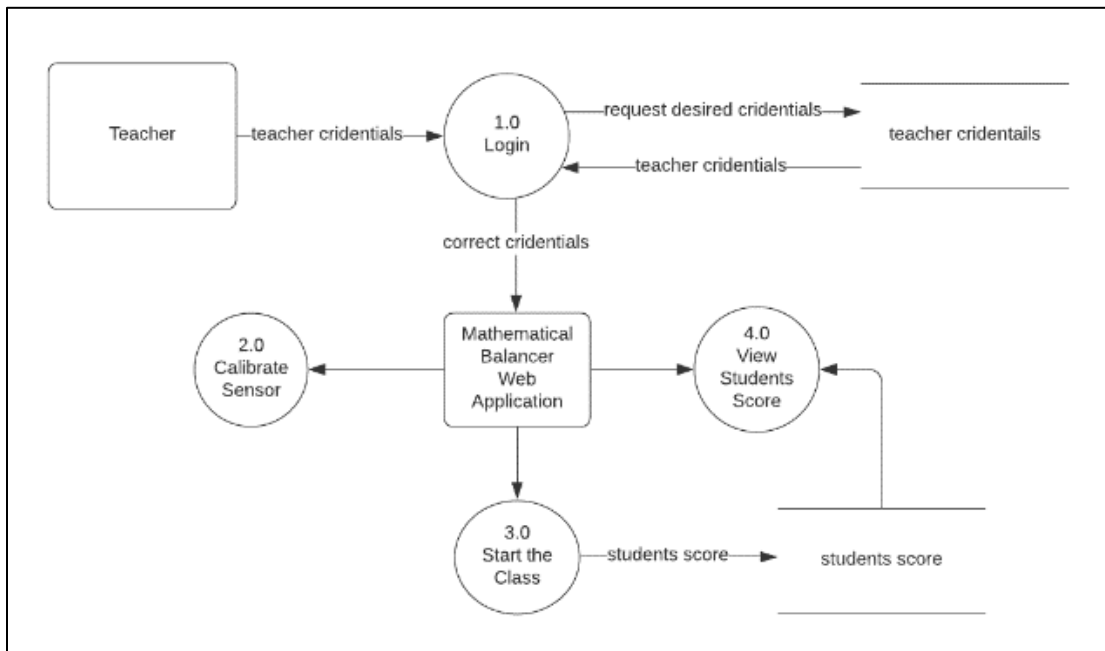 Teacher
teacher cridentials
1.0
Login
request desired cridentials
teacher cridentials
teacher cridentails
correct cridentials
2.0
Calibrate
Sensor
Mathematical
Balancer
Web
Application
4.0
View
Students
Score
3.0
Start the
Class
students score
students score